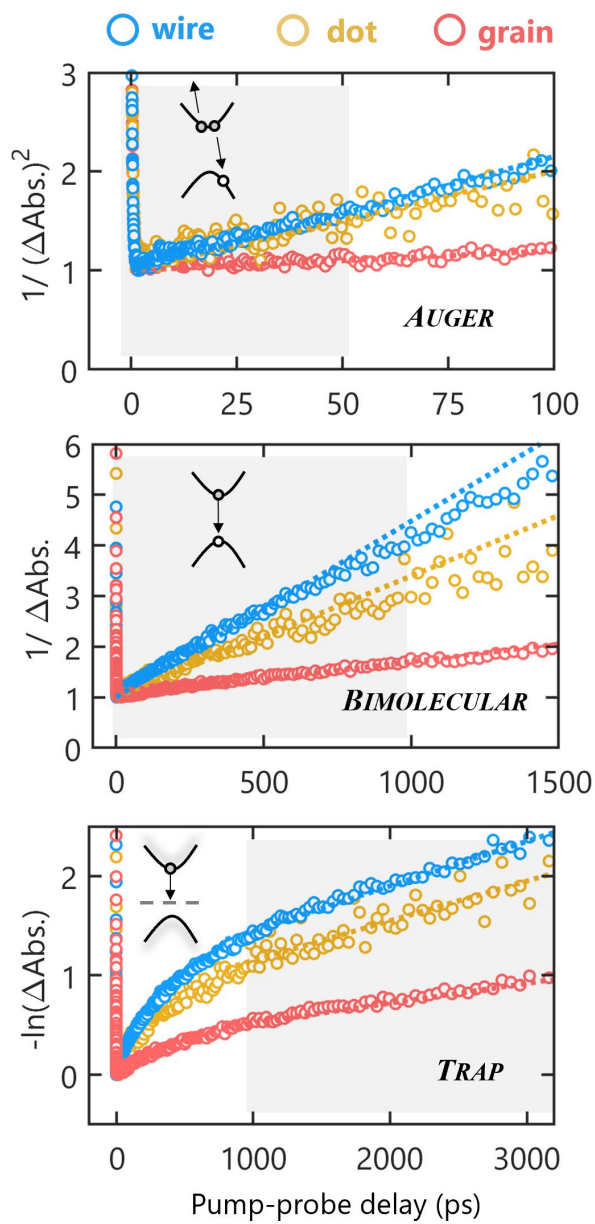 wire dot grain
3
2
1
0
1/ (ΔAbs.)²
AUGER
0 25 50 75 100
6
5
4
3
2
1
0
1/ ΔAbs.
BIMOLECULAR
0 500 1000 1500
2
1
0
-ln(ΔAbs.)
TRAP
0 1000 2000 3000
Pump-probe delay (ps)